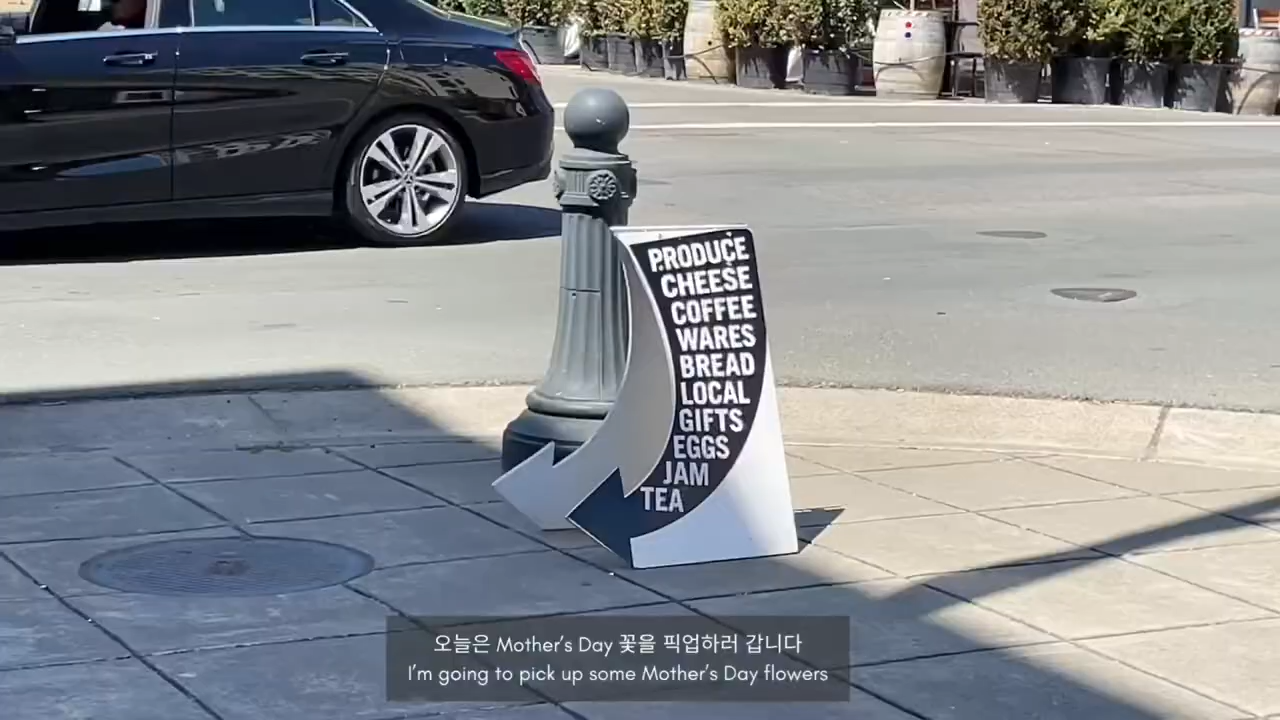 PRODUCE
CHEESE
COFFEE
WARES
BREAD
LOCAL
GIFTS
EGGS
JAM
TEA
오늘은 Mother's Day 꽃을 픽업하러 갑니다
I'm going to pick up some Mother's Day flowers